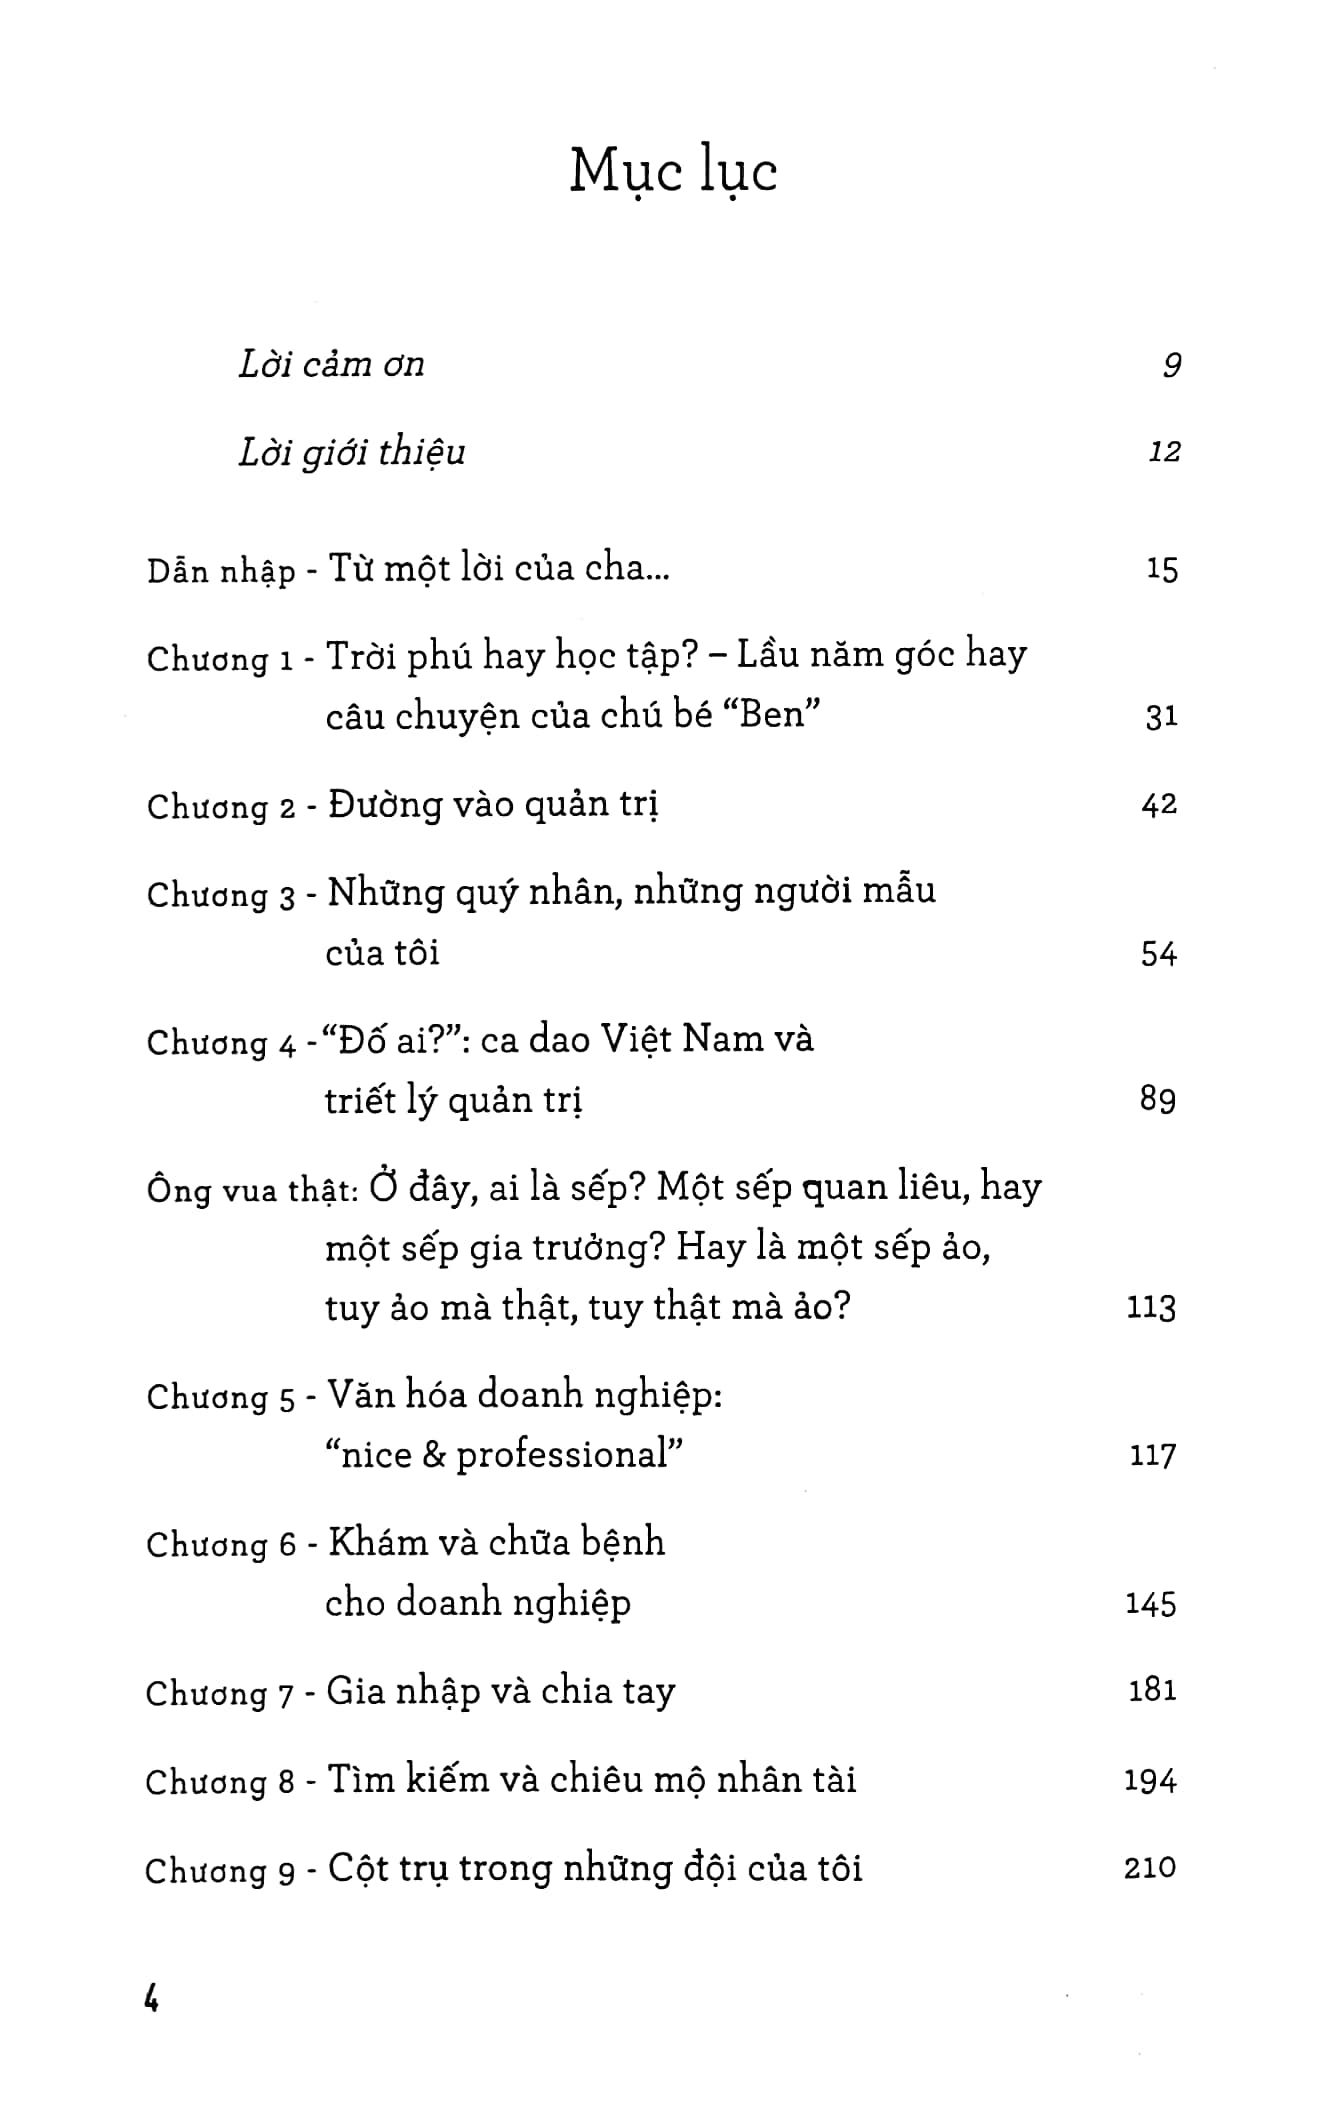 Mục lục
Lời cảm ơn 9
Lời giới thiệu 12
Dẫn nhập - Từ một lời của cha... 15
Chương 1 - Trời phú hay học tập? – Lầu năm góc hay
câu chuyện của chú bé “Ben” 31
Chương 2 - Đường vào quản trị 42
Chương 3 - Những quý nhân, những người mẫu
của tôi 54
Chương 4 -“Đố ai?”: ca dao Việt Nam và
triết lý quản trị 89
Ông vua thật: Ở đây, ai là sếp? Một sếp quan liêu, hay
một sếp gia trưởng? Hay là một sếp ảo,
tuy ảo mà thật, tuy thật mà ảo? 113
Chương 5 - Văn hóa doanh nghiệp:
“nice & professional” 117
Chương 6 - Khám và chữa bệnh
cho doanh nghiệp 145
Chương 7 - Gia nhập và chia tay 181
Chương 8 - Tìm kiếm và chiêu mộ nhân tài 194
Chương 9 - Cột trụ trong những đội của tôi 210
4